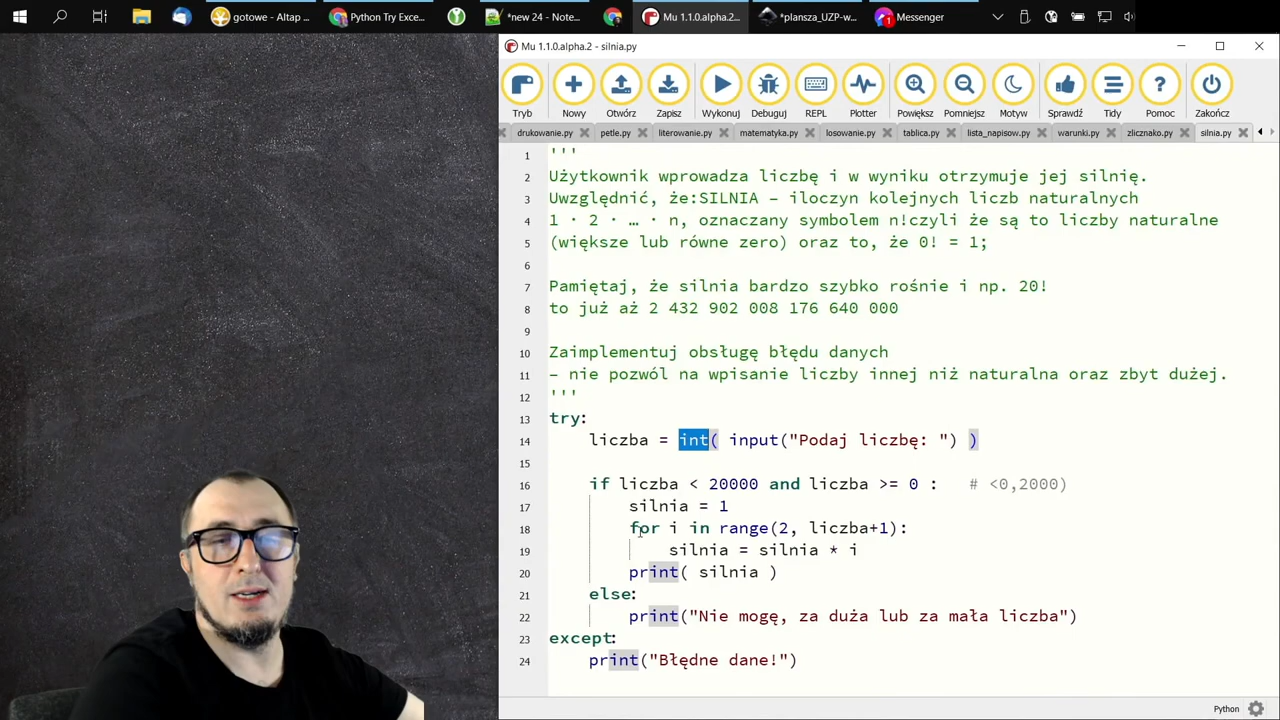 gotowe - Altap ...
Python Try Exce...
*new 24 - Note...
Mu 1.1.0.alpha.2...
*plansza_UZP-w...
1
Messenger
Mu 1.1.0.alpha.2 - silnia.py
Tryb Nowy Otwórz Zapisz Wykonuj Debuguj REPL Plotter Powiększ Pomniejsz Motyw Sprawdź Tidy Pomoc Zakończ
drukowanie.py petle.py literowanie.py matematyka.py losowanie.py tablica.py lista_napisow.py warunki.py zlicznako.py silnia.py
1 '''
2 Użytkownik wprowadza liczbę i w wyniku otrzymuje jej silnię.
3 Uwzględnić, że:SILNIA – iloczyn kolejnych liczb naturalnych
4 1 · 2 · … · n, oznaczany symbolem n!czyli że są to liczby naturalne
5 (większe lub równe zero) oraz to, że 0! = 1;
6
7 Pamiętaj, że silnia bardzo szybko rośnie i np. 20!
8 to już aż 2 432 902 008 176 640 000
9
10 Zaimplementuj obsługę błędu danych
11 – nie pozwól na wpisanie liczby innej niż naturalna oraz zbyt dużej.
12 '''
13 try:
14     liczba = int( input("Podaj liczbę: ") )
15
16     if liczba < 20000 and liczba >= 0 :   # <0,2000)
17         silnia = 1
18         for i in range(2, liczba+1):
19             silnia = silnia * i
20         print( silnia )
21     else:
22         print("Nie mogę, za duża lub za mała liczba")
23 except:
24     print("Błędne dane!")
Python